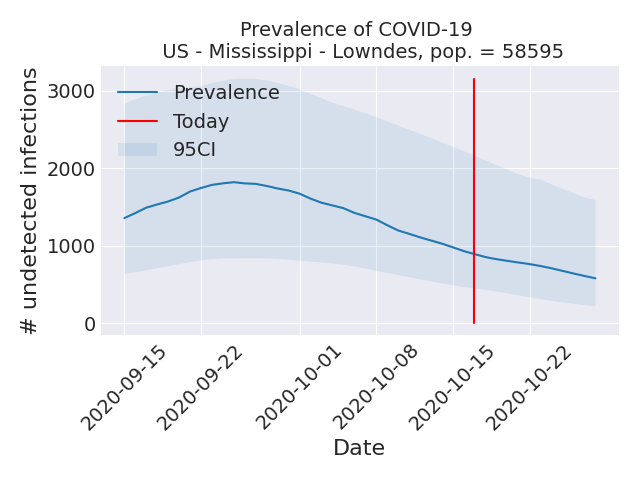 Prevalence of COVID-19
US - Mississippi - Lowndes, pop. = 58595
# undetected infections
3000
2000
1000
0
Prevalence
Today
95CI
2020-09-15
2020-09-22
2020-10-01
2020-10-08
2020-10-15
2020-10-22
Date